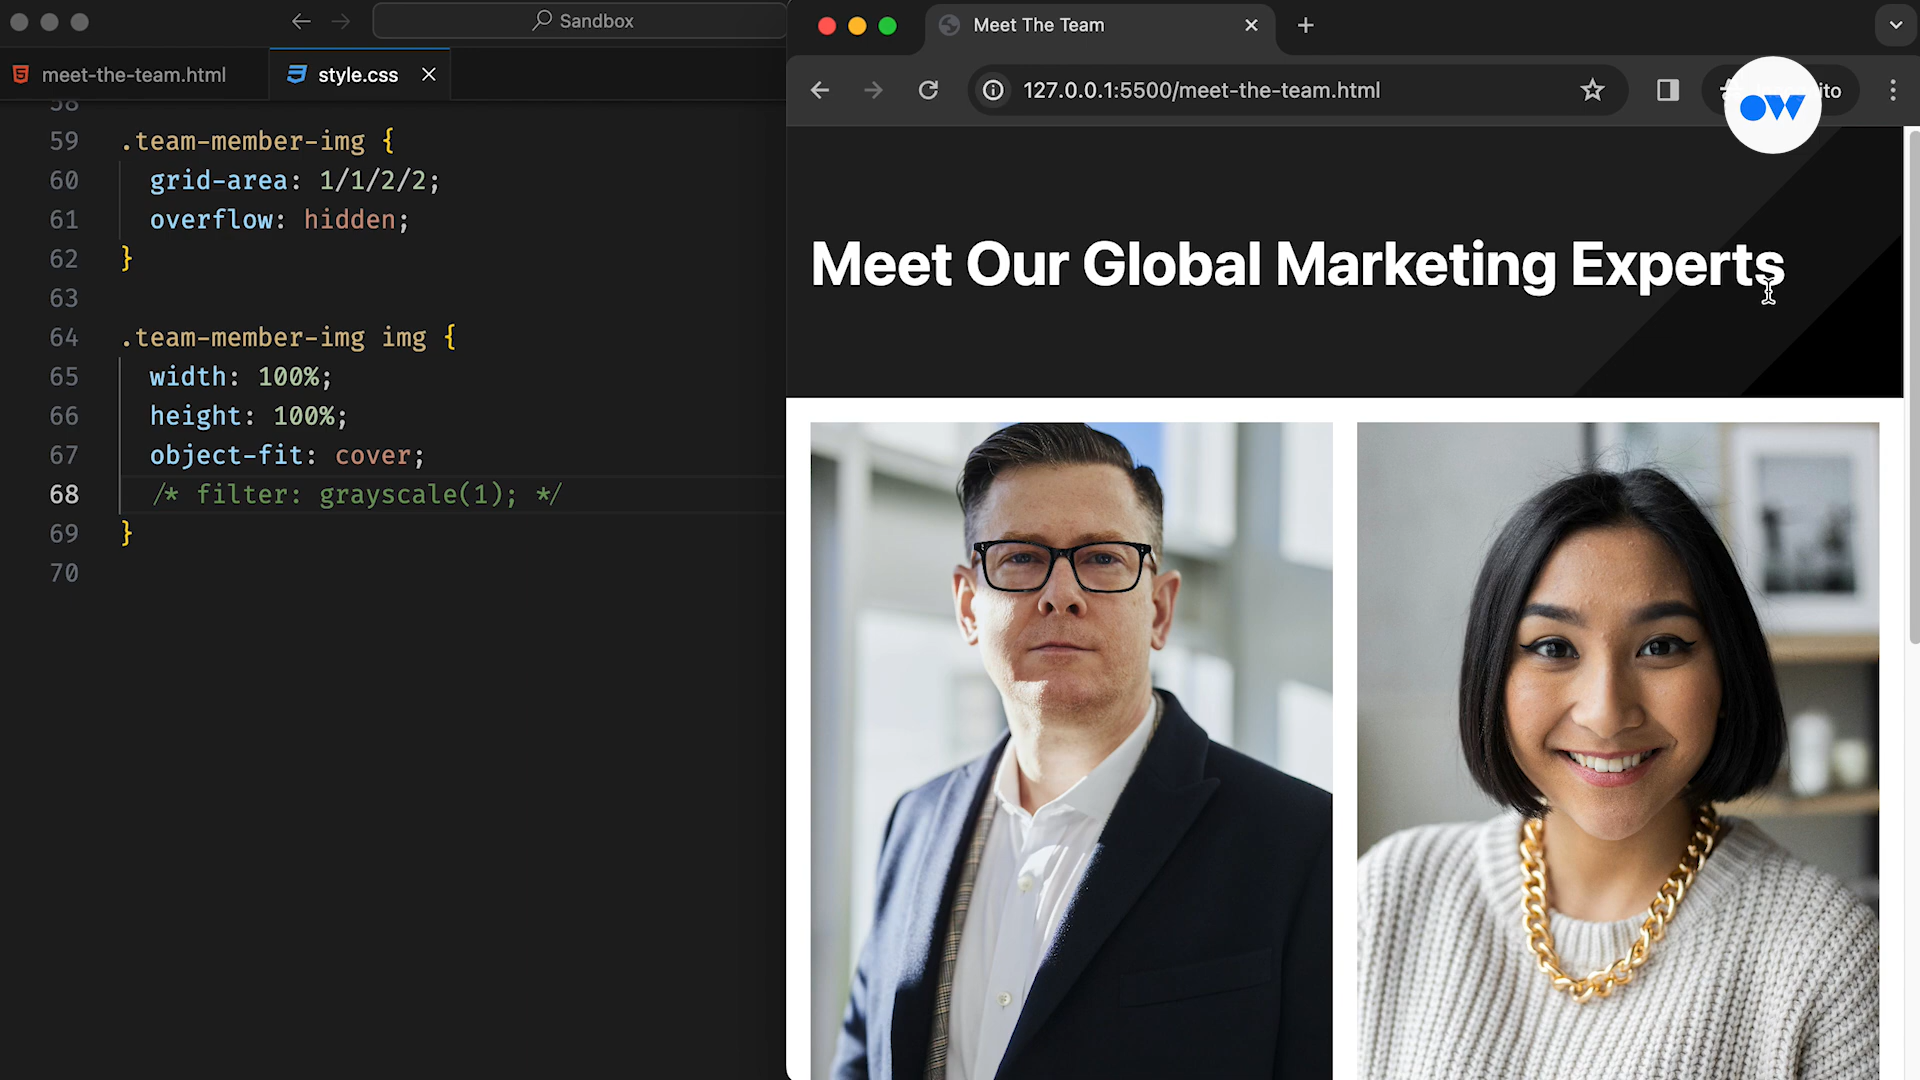 Sandbox
meet-the-team.html
style.css
58
59 .team-member-img {
60 grid-area: 1/1/2/2;
61 overflow: hidden;
62 }
63
64 .team-member-img img {
65 width: 100%;
66 height: 100%;
67 object-fit: cover;
68 /* filter: grayscale(1); */
69 }
70
Meet The Team
127.0.0.1:5500/meet-the-team.html
OW
Meet Our Global Marketing Experts